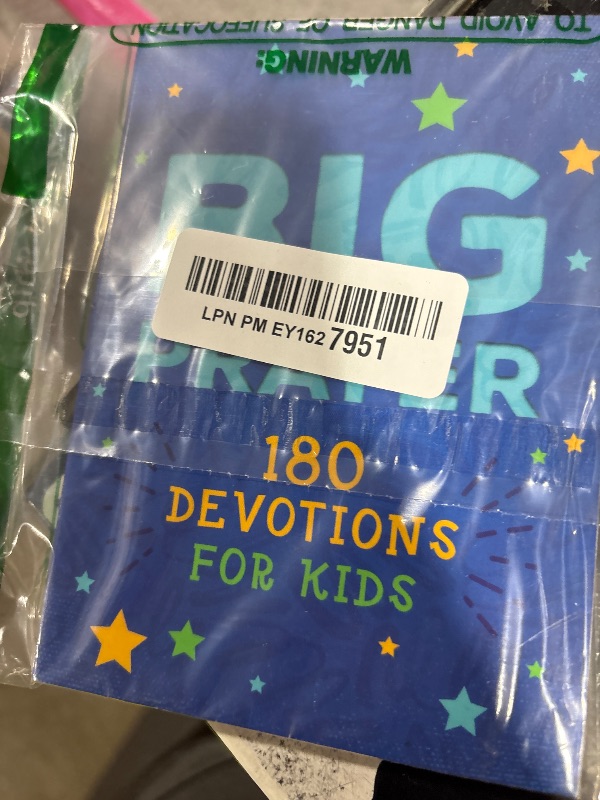 TO AVOID DANGER OF SUFFOCATION
WARNING:
BIG
LPN PM EY162 7951
PRAYER
180
DEVOTIONS
FOR KIDS